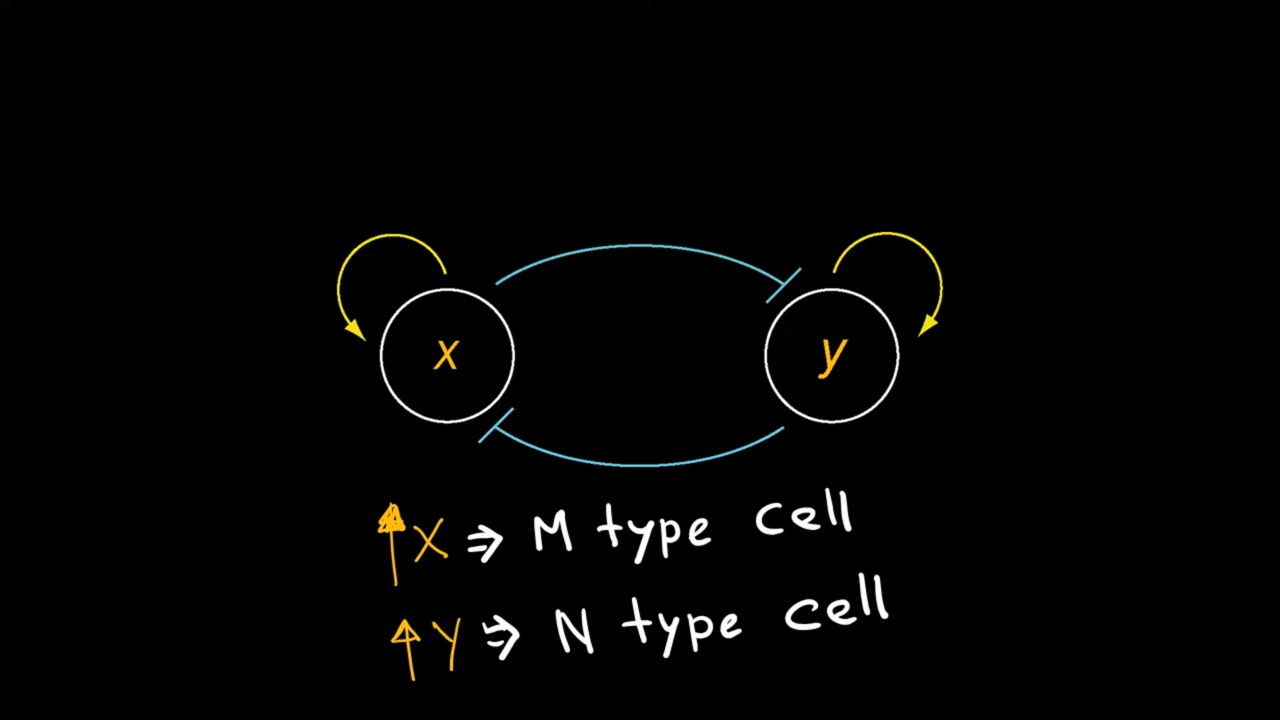 x y
↑X ⇒ M type cell
↑Y ⇒ N type cell